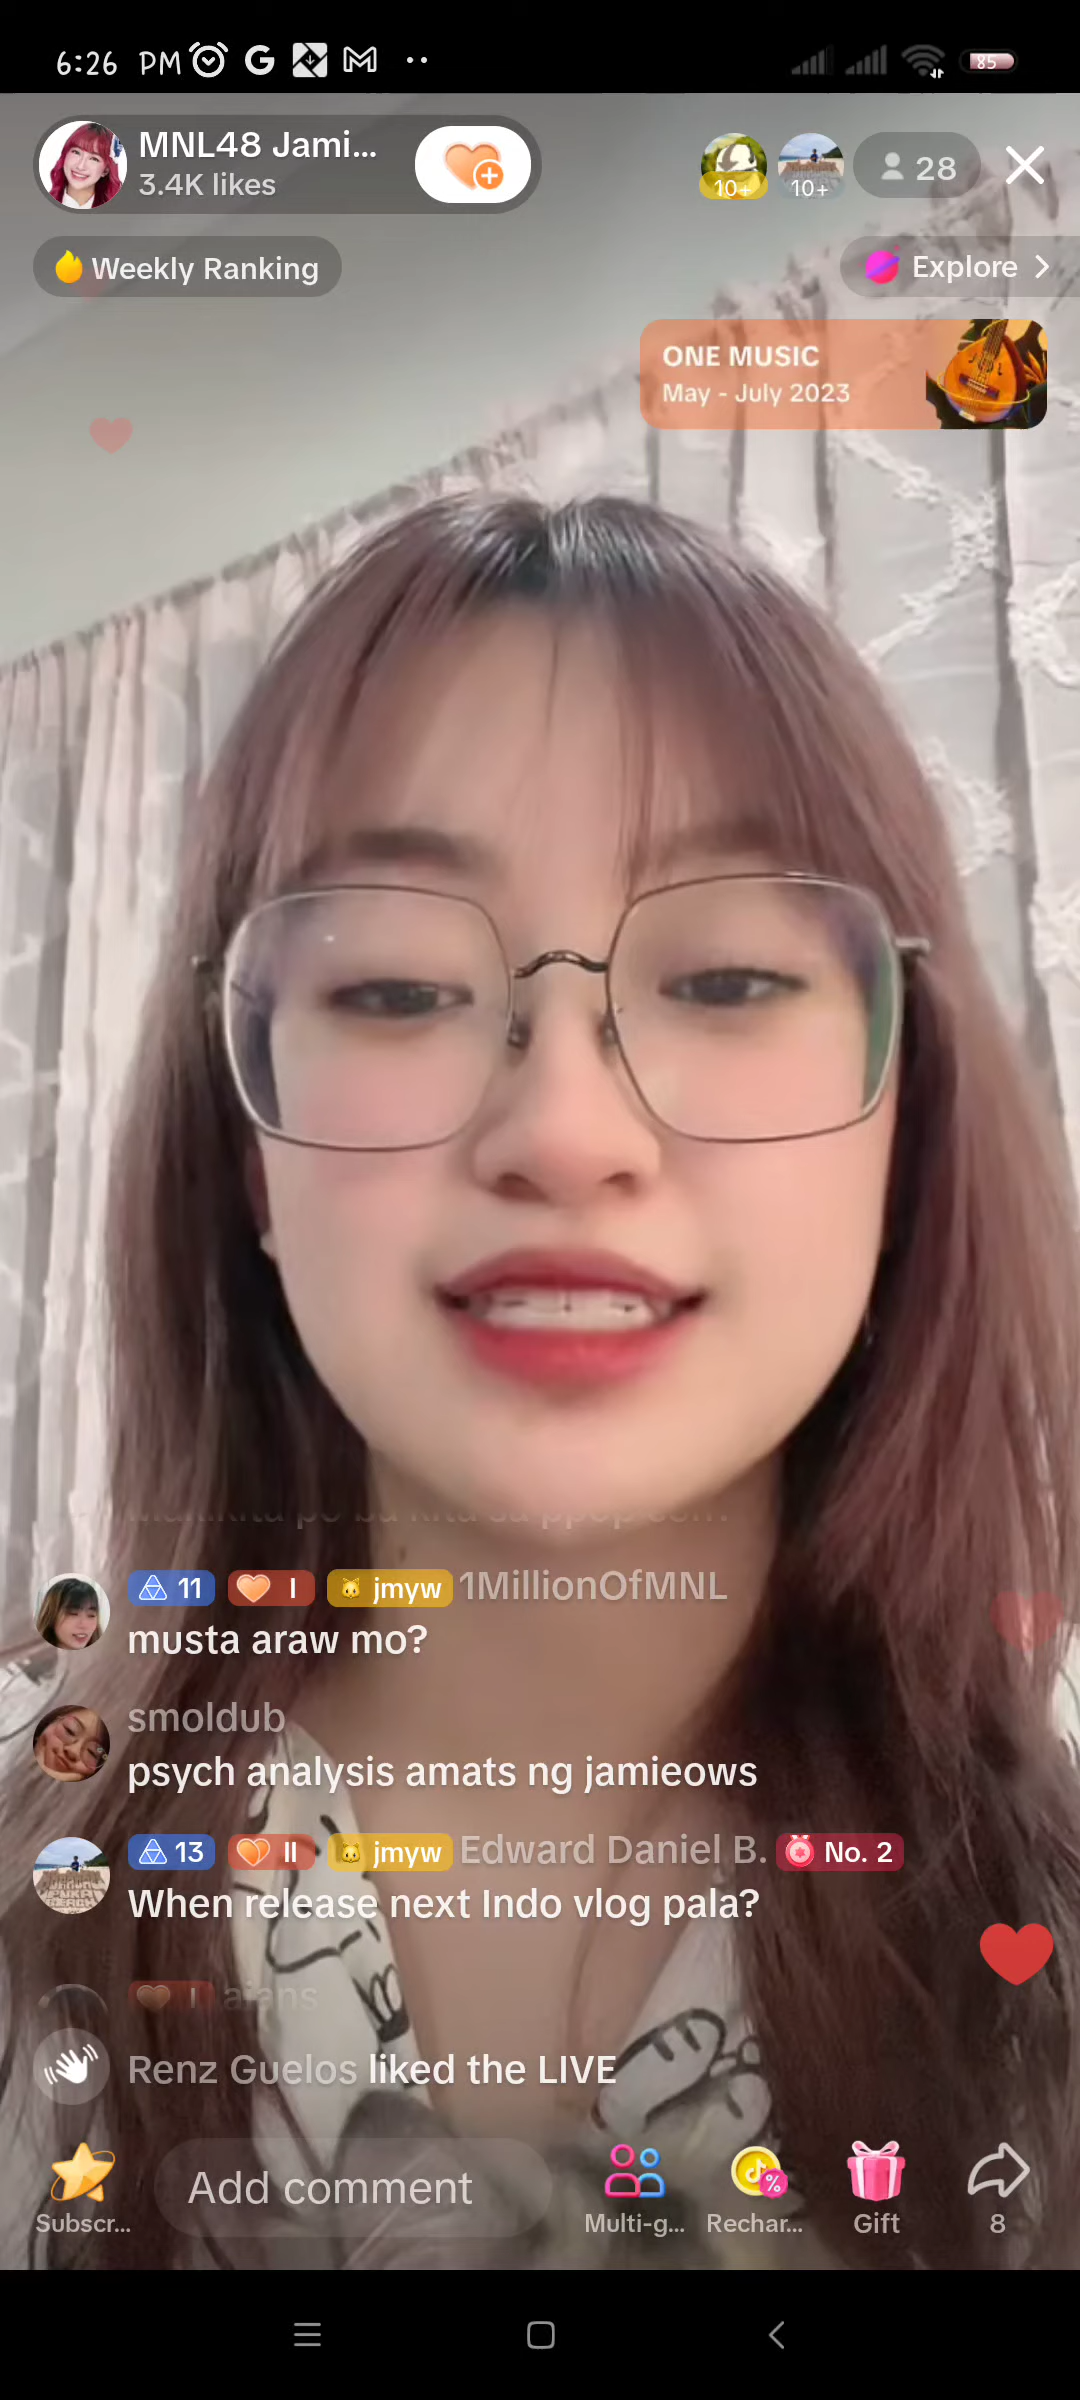 6:26 PM
85
MNL48 Jami...
3.4K likes
10+
10+
28
Weekly Ranking
Explore
ONE MUSIC
May - July 2023
11 I jmyw 1MillionOfMNL
musta araw mo?
smoldub
psych analysis amats ng jamieows
13 II jmyw Edward Daniel B. No. 2
When release next Indo vlog pala?
I aians
Renz Guelos liked the LIVE
Add comment
Subscr...
Multi-g...
Rechar...
Gift
8